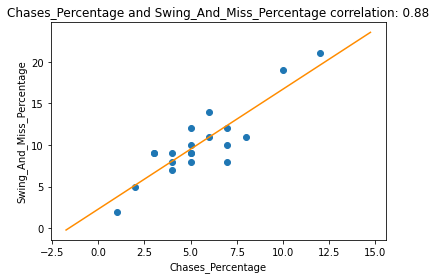 Chases_Percentage and Swing_And_Miss_Percentage correlation: 0.88
Swing_And_Miss_Percentage
20
15
10
5
0
−2.5 0.0 2.5 5.0 7.5 10.0 12.5 15.0
Chases_Percentage